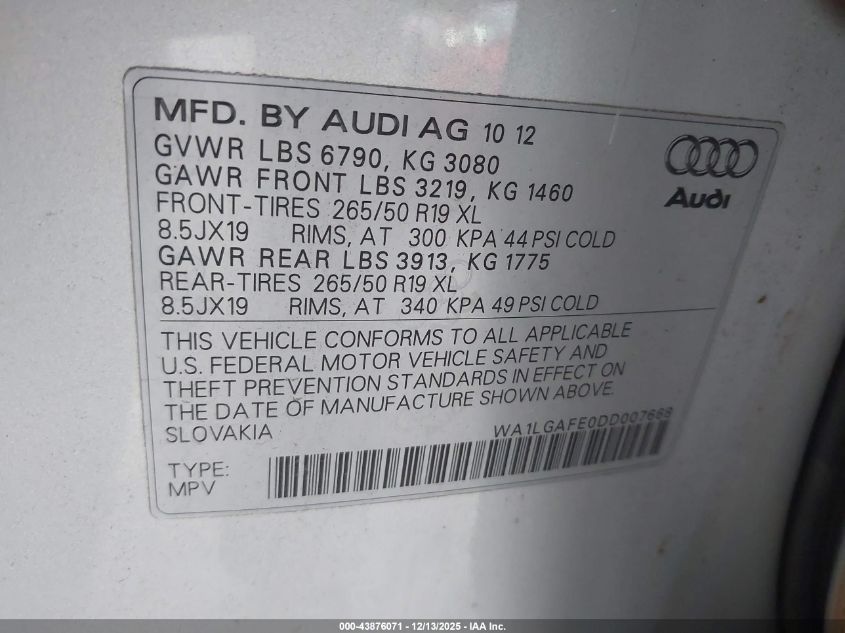 MFD. BY AUDI AG 10 12
GVWR LBS 6790, KG 3080
GAWR FRONT LBS 3219, KG 1460
FRONT-TIRES 265/50 R19 XL
8.5JX19 RIMS, AT 300 KPA 44 PSI COLD
GAWR REAR LBS 3913, KG 1775
REAR-TIRES 265/50 R19 XL
8.5JX19 RIMS, AT 340 KPA 49 PSI COLD
Audi
THIS VEHICLE CONFORMS TO ALL APPLICABLE
U.S. FEDERAL MOTOR VEHICLE SAFETY AND
THEFT PREVENTION STANDARDS IN EFFECT ON
THE DATE OF MANUFACTURE SHOWN ABOVE.
SLOVAKIA WA1LGAFE0DD007668
TYPE:
MPV
000-43876071 - 12/13/2025 - IAA Inc.